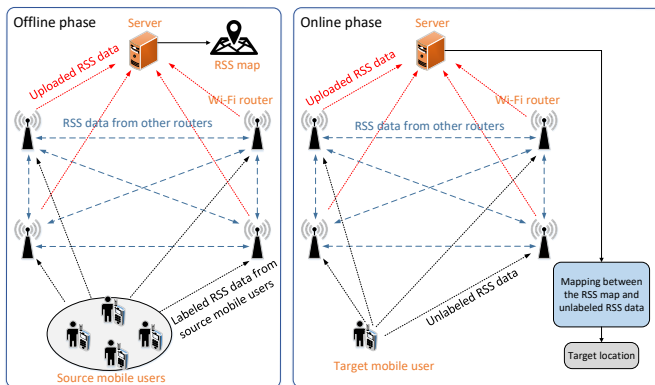 Offline phase
Server
RSS map
Uploaded RSS data
Wi-Fi router
RSS data from other routers
Labeled RSS data from
source mobile users
Source mobile users
Online phase
Server
Uploaded RSS data
Wi-Fi router
RSS data from other routers
Unlabeled RSS data
Target mobile user
Mapping between
the RSS map and
unlabeled RSS data
Target location